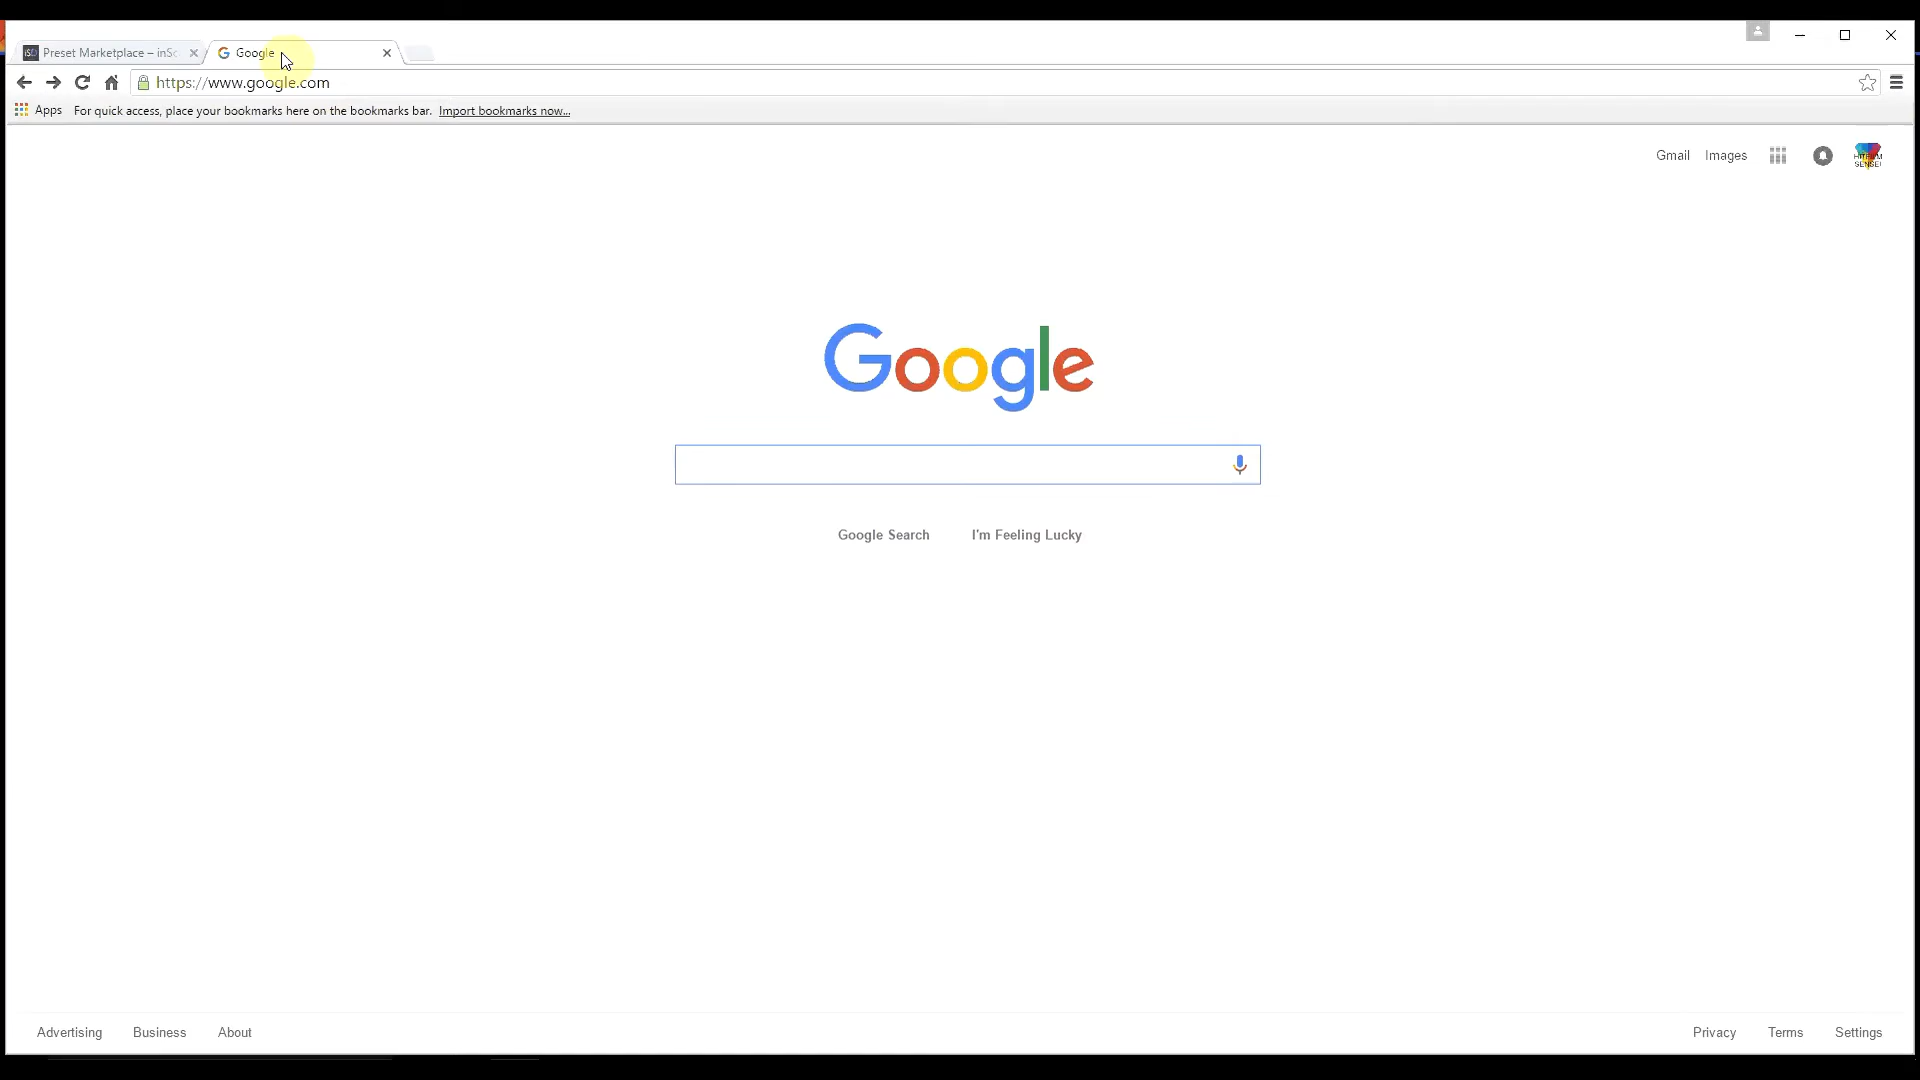 Preset Marketplace – inSc
Google
https://www.google.com
Apps For quick access, place your bookmarks here on the bookmarks bar. Import bookmarks now...
Gmail Images
Google
Google Search I'm Feeling Lucky
Advertising Business About Privacy Terms Settings